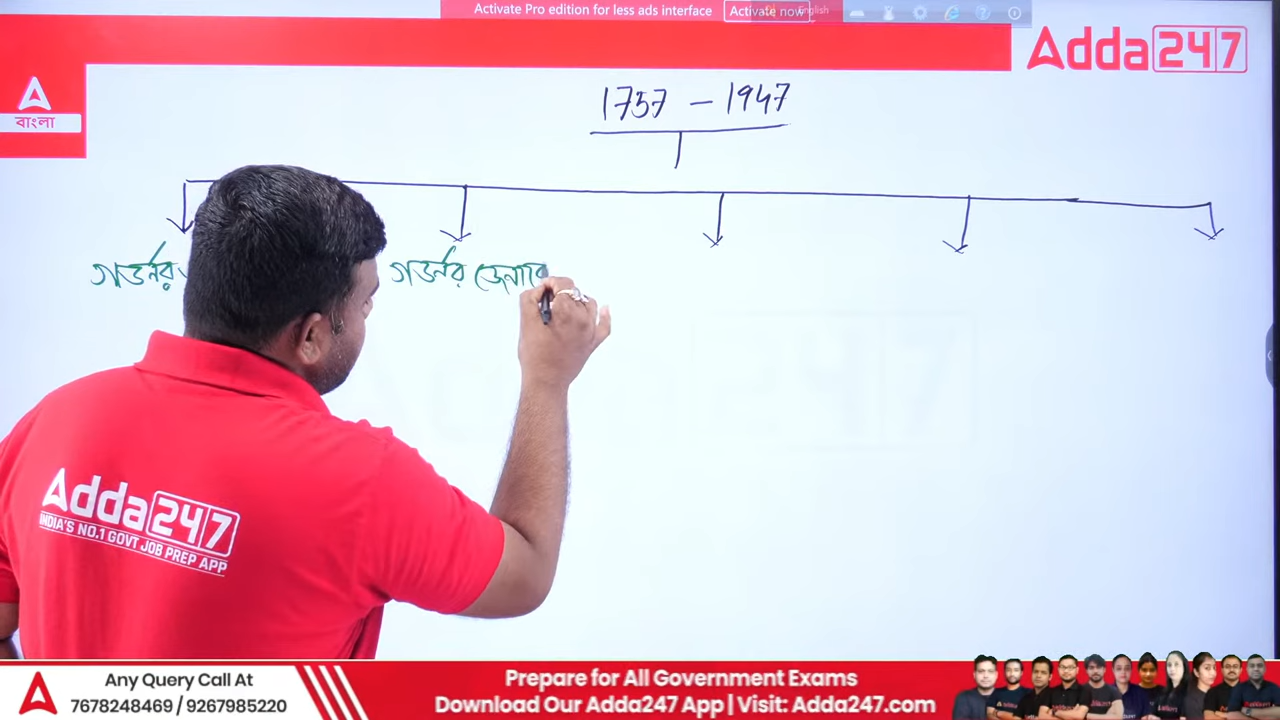 Activate Pro edition for less ads interface
Activate now
English
Adda247
বাংলা
1757 – 1947
গভর্নর
গভর্নর জেনারে
Adda247
INDIA'S NO.1 GOVT JOB PREP APP
Any Query Call At
7678248469 / 9267985220
Prepare for All Government Exams
Download Our Adda247 App | Visit: Adda247.com